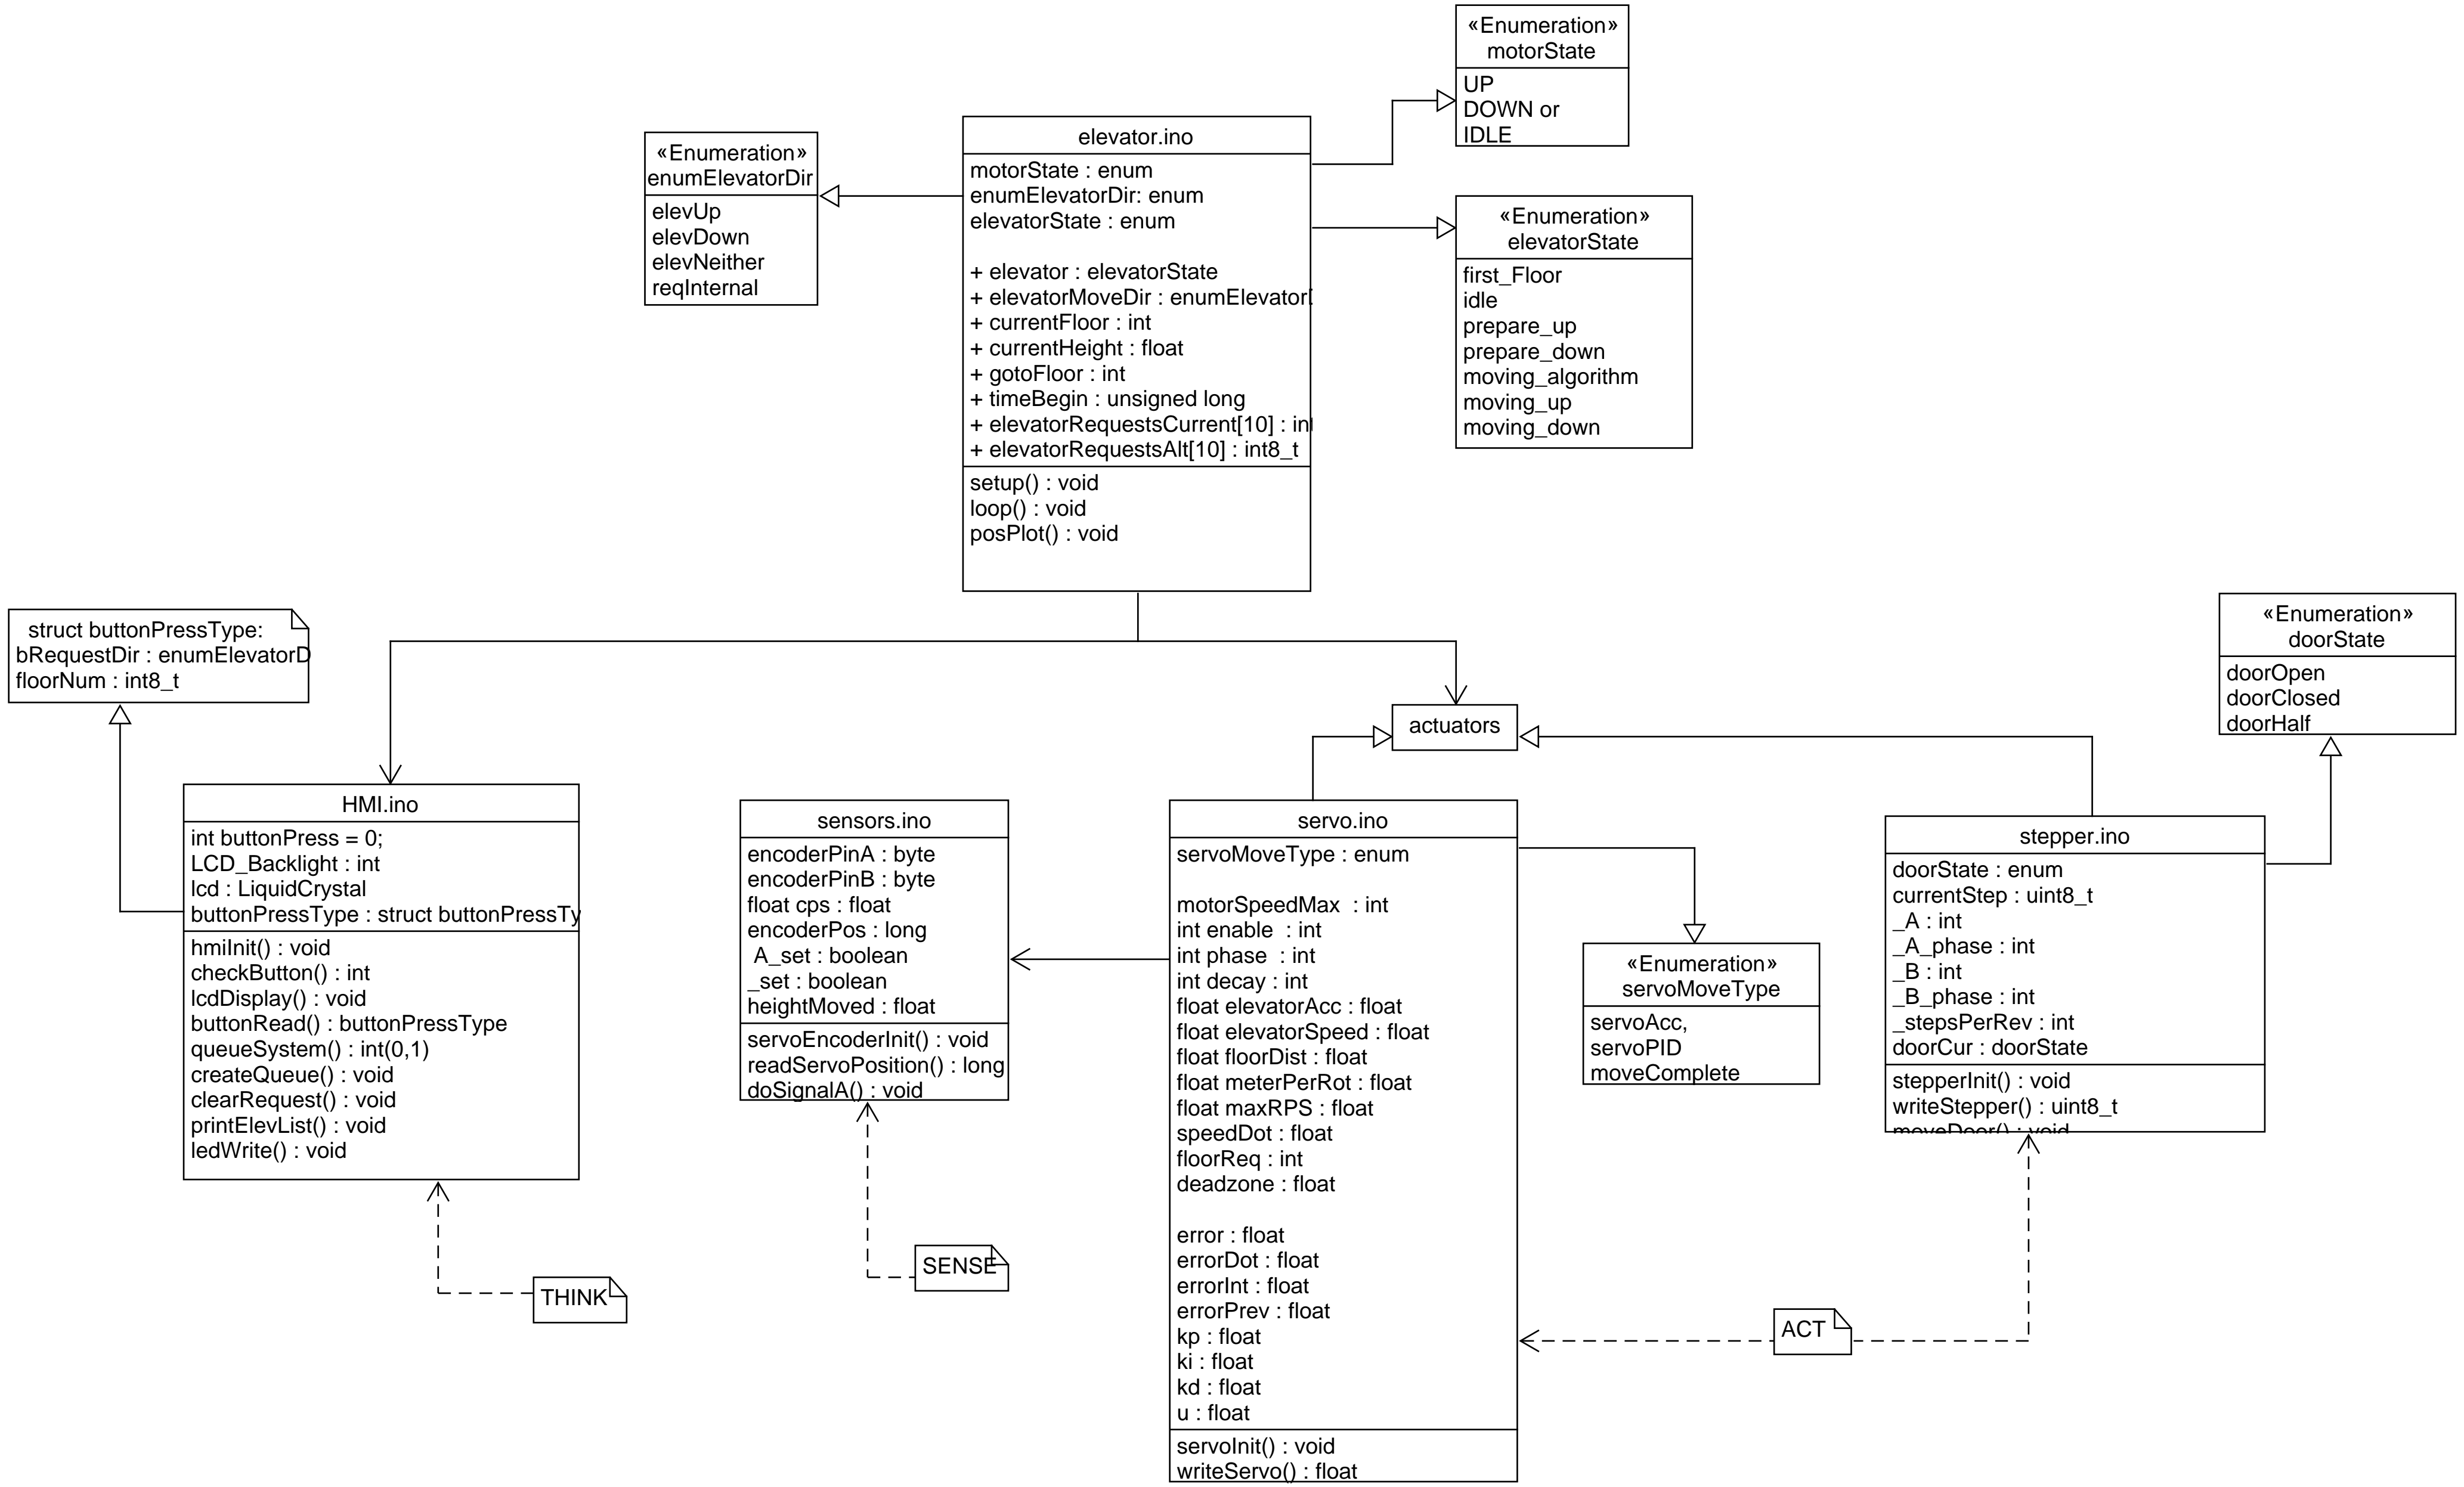 «Enumeration»
motorState
UP
DOWN or
IDLE
«Enumeration»
enumElevatorDir
elevUp
elevDown
elevNeither
reqInternal
elevator.ino
motorState : enum
enumElevatorDir: enum
elevatorState : enum
+ elevator : elevatorState
+ elevatorMoveDir : enumElevator
+ currentFloor : int
+ currentHeight : float
+ gotoFloor : int
+ timeBegin : unsigned long
+ elevatorRequestsCurrent[10] : in
+ elevatorRequestsAlt[10] : int8_t
setup() : void
loop() : void
posPlot() : void
«Enumeration»
elevatorState
first_Floor
idle
prepare_up
prepare_down
moving_algorithm
moving_up
moving_down
struct buttonPressType:
bRequestDir : enumElevatorD
floorNum : int8_t
«Enumeration»
doorState
doorOpen
doorClosed
doorHalf
actuators
HMI.ino
int buttonPress = 0;
LCD_Backlight : int
lcd : LiquidCrystal
buttonPressType : struct buttonPressTy
hmiInit() : void
checkButton() : int
lcdDisplay() : void
buttonRead() : buttonPressType
queueSystem() : int(0,1)
createQueue() : void
clearRequest() : void
printElevList() : void
ledWrite() : void
sensors.ino
encoderPinA : byte
encoderPinB : byte
float cps : float
encoderPos : long
A_set : boolean
_set : boolean
heightMoved : float
servoEncoderInit() : void
readServoPosition() : long
doSignalA() : void
servo.ino
servoMoveType : enum
motorSpeedMax : int
int enable : int
int phase : int
int decay : int
float elevatorAcc : float
float elevatorSpeed : float
float floorDist : float
float meterPerRot : float
float maxRPS : float
speedDot : float
floorReq : int
deadzone : float
error : float
errorDot : float
errorInt : float
errorPrev : float
kp : float
ki : float
kd : float
u : float
servoInit() : void
writeServo() : float
«Enumeration»
servoMoveType
servoAcc,
servoPID
moveComplete
stepper.ino
doorState : enum
currentStep : uint8_t
_A : int
_A_phase : int
_B : int
_B_phase : int
_stepsPerRev : int
doorCur : doorState
stepperInit() : void
writeStepper() : uint8_t
moveDoor() : void
THINK
SENSE
ACT